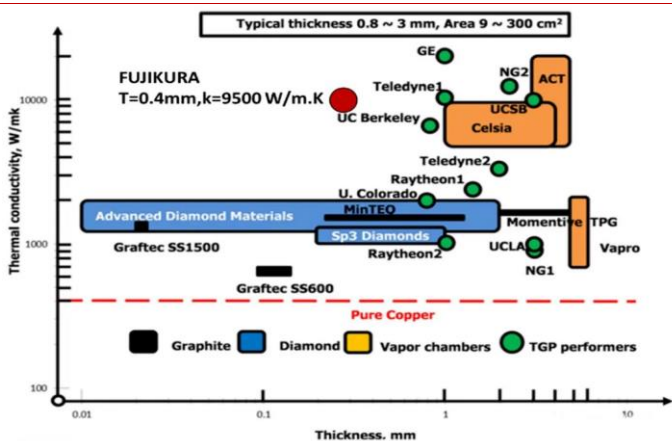 Typical thickness 0.8 ~ 3 mm, Area 9 ~ 300 cm²
GE
NG2
ACT
FUJIKURA
T=0.4mm,k=9500 W/m.K
Teledyne1
10000
UC Berkeley
UCSB
Celsia
Thermal conductivity, W/mk
Teledyne2
Raytheon1
U. Colorado
Advanced Diamond Materials
MinTEQ
Momentive TPG
Graftec SS1500
Sp3 Diamonds
1000
Raytheon2
UCLA
Vapro
NG1
Graftec SS600
Pure Copper
Graphite
Diamond
Vapor chambers
TGP performers
100
0.01
0.1
1
10
Thickness, mm